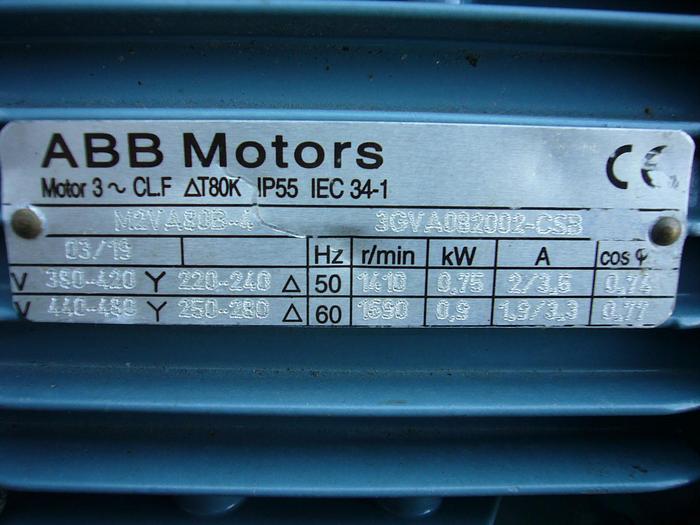 ABB Motors CE
Motor 3 ~ CL.F ΔT80K IP55 IEC 34-1
M2VA80B-4 3GVA082002-CSB
03/19 Hz r/min kW A cos φ
V 380-420 Y 220-240 Δ 50 1410 0,75 2/3,5 0,74
V 440-480 Y 250-280 Δ 60 1690 0,9 1,9/3,3 0,77